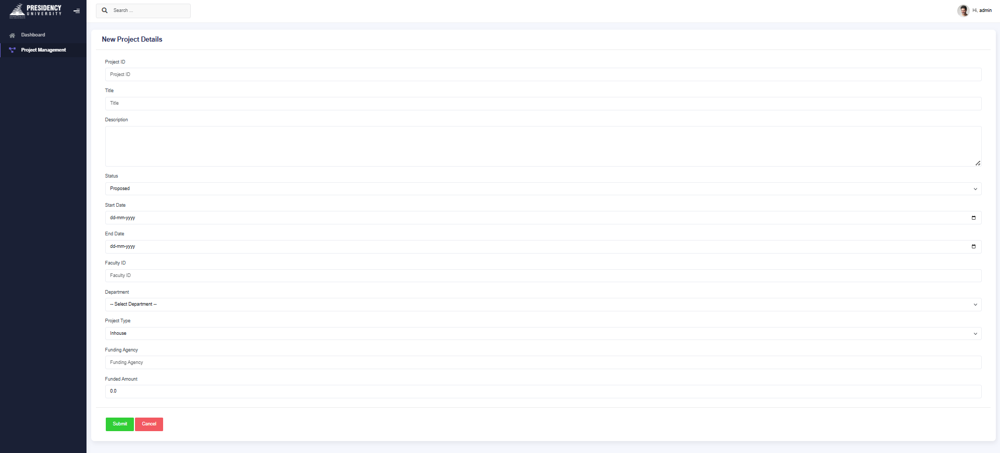 PRESIDENCY
UNIVERSITY
Search ...
Hi, admin
Dashboard
Project Management
New Project Details
Project ID
Project ID
Title
Title
Description
Status
Proposed
Start Date
dd-mm-yyyy
End Date
dd-mm-yyyy
Faculty ID
Faculty ID
Department
-- Select Department --
Project Type
Inhouse
Funding Agency
Funding Agency
Funded Amount
0.0
Submit
Cancel